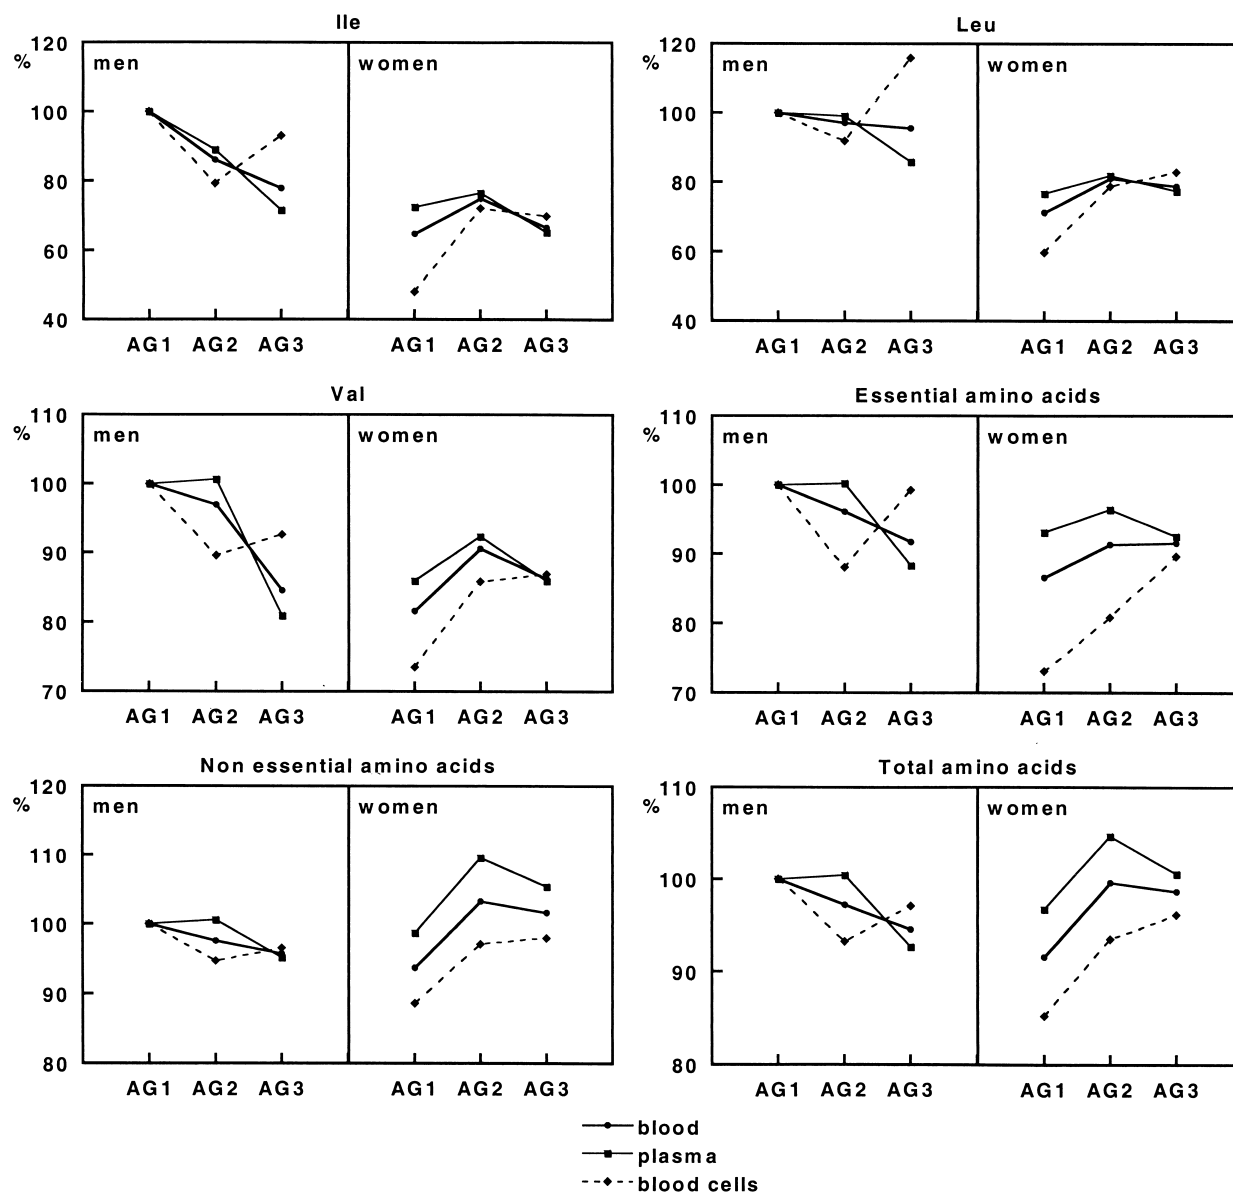 Ile
%
120
100
80
60
40
men
women
AG1 AG2 AG3
AG1 AG2 AG3
Leu
%
120
100
80
60
40
men
women
AG1 AG2 AG3
AG1 AG2 AG3
Val
%
110
100
90
80
70
men
women
AG1 AG2 AG3
AG1 AG2 AG3
Essential amino acids
%
110
100
90
80
70
men
women
AG1 AG2 AG3
AG1 AG2 AG3
Non essential amino acids
%
120
110
100
90
80
men
women
AG1 AG2 AG3
AG1 AG2 AG3
Total amino acids
%
110
100
90
80
men
women
AG1 AG2 AG3
AG1 AG2 AG3
blood
plasma
blood cells